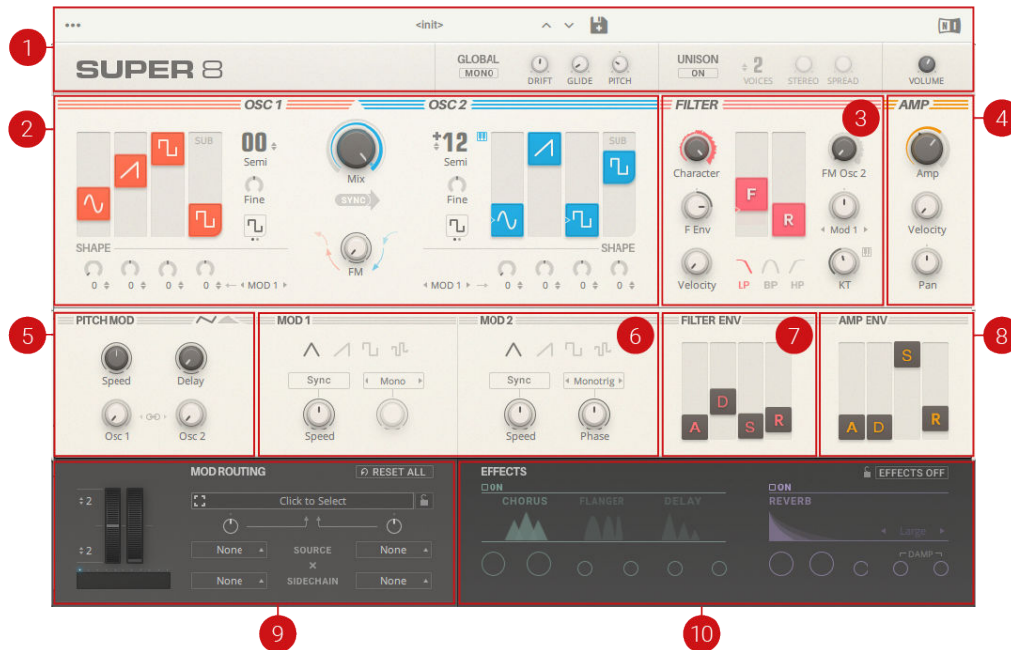 <init>
NI
SUPER 8
GLOBAL
MONO
DRIFT GLIDE PITCH
UNISON
ON
2
VOICES STEREO SPREAD
VOLUME
1
OSC 1
OSC 2
SUB
00
Semi
Fine
Mix
SYNC
FM
+12
Semi
Fine
SUB
SHAPE
0 0 0 0
MOD 1
MOD 1
SHAPE
0 0 0 0
2
FILTER
Character
F Env
Velocity
F
R
LP BP HP
FM Osc 2
Mod 1
KT
3
AMP
Amp
Velocity
Pan
4
PITCH MOD
Speed Delay
Osc 1 Osc 2
5
MOD 1
Sync Mono
Speed
MOD 2
Sync Monotrig
Speed Phase
6
FILTER ENV
A D S R
7
AMP ENV
A D S R
8
MOD ROUTING
RESET ALL
2
2
Click to Select
None SOURCE None
×
None SIDECHAIN None
9
EFFECTS
EFFECTS OFF
ON
CHORUS FLANGER DELAY
ON
REVERB
Large
DAMP
10